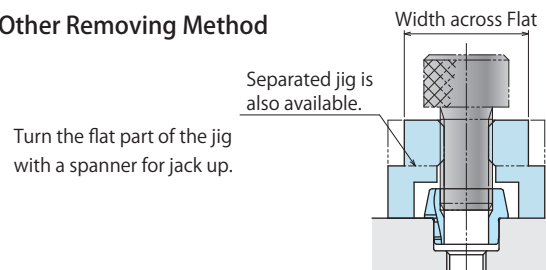 Other Removing Method
Width across Flat
Separated jig is
also available.
Turn the flat part of the jig
with a spanner for jack up.